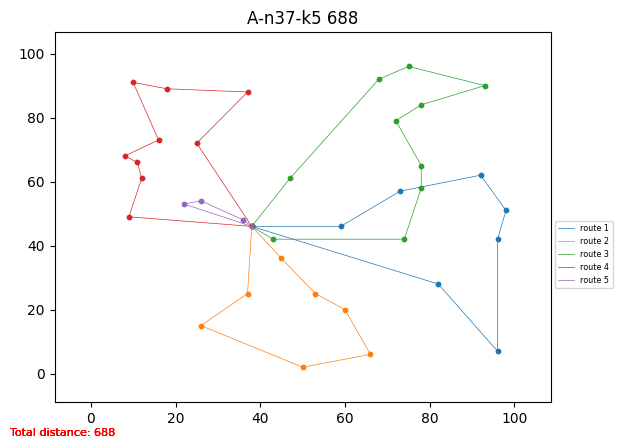 A-n37-k5 688
100
80
60
40
20
0
0 20 40 60 80 100
route 1
route 2
route 3
route 4
route 5
Total distance: 688